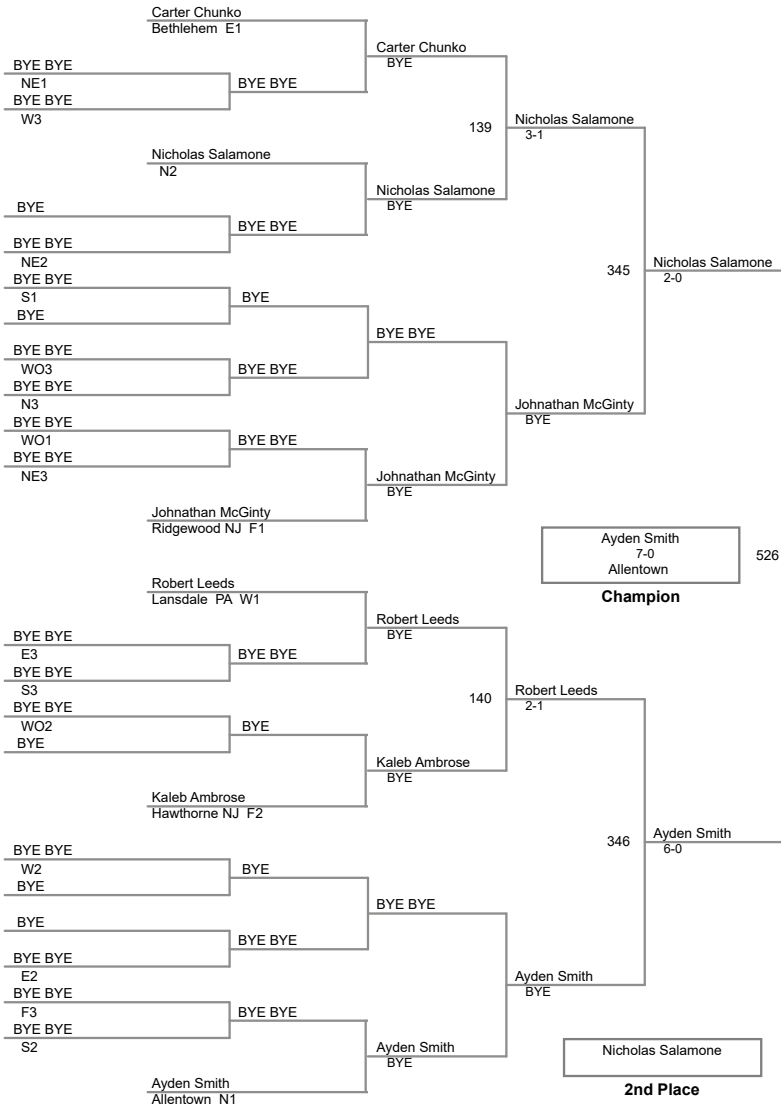 Carter Chunko
Bethlehem E1
Carter Chunko
BYE
BYE BYE
NE1
BYE BYE
BYE BYE
W3
139
Nicholas Salamone
3-1
Nicholas Salamone
N2
Nicholas Salamone
BYE
BYE
BYE BYE
BYE BYE
NE2
345
Nicholas Salamone
2-0
BYE BYE
S1
BYE
BYE
BYE BYE
BYE BYE
WO3
BYE BYE
BYE BYE
N3
Johnathan McGinty
BYE
BYE BYE
WO1
BYE BYE
BYE BYE
NE3
Johnathan McGinty
BYE
Johnathan McGinty
Ridgewood NJ F1
Ayden Smith
7-0
Allentown
526
Champion
Robert Leeds
Lansdale PA W1
Robert Leeds
BYE
BYE BYE
E3
BYE BYE
BYE BYE
S3
140
Robert Leeds
2-1
BYE BYE
WO2
BYE
BYE
Kaleb Ambrose
BYE
Kaleb Ambrose
Hawthorne NJ F2
346
Ayden Smith
6-0
BYE BYE
W2
BYE
BYE
BYE BYE
BYE
BYE BYE
BYE BYE
E2
Ayden Smith
BYE
BYE BYE
F3
BYE BYE
BYE BYE
S2
Ayden Smith
BYE
Ayden Smith
Allentown N1
Nicholas Salamone
2nd Place